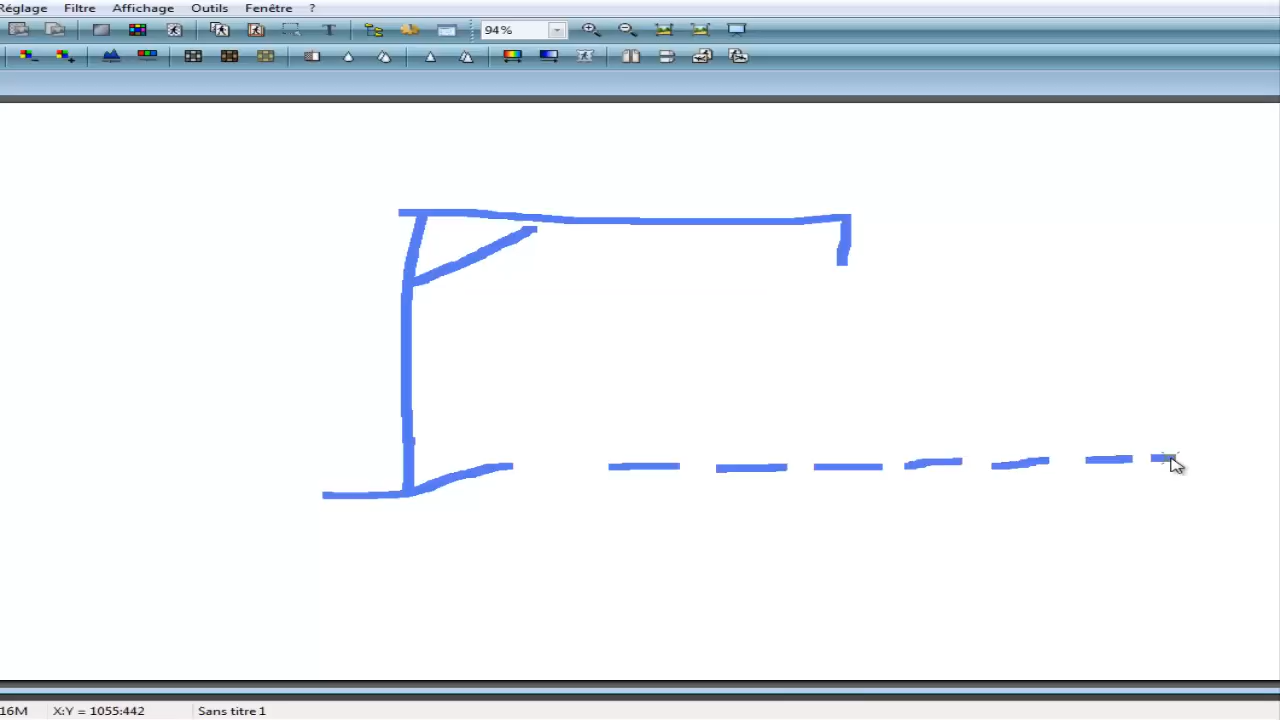 Réglage Filtre Affichage Outils Fenêtre ?
94%
16M X:Y = 1055:442 Sans titre 1